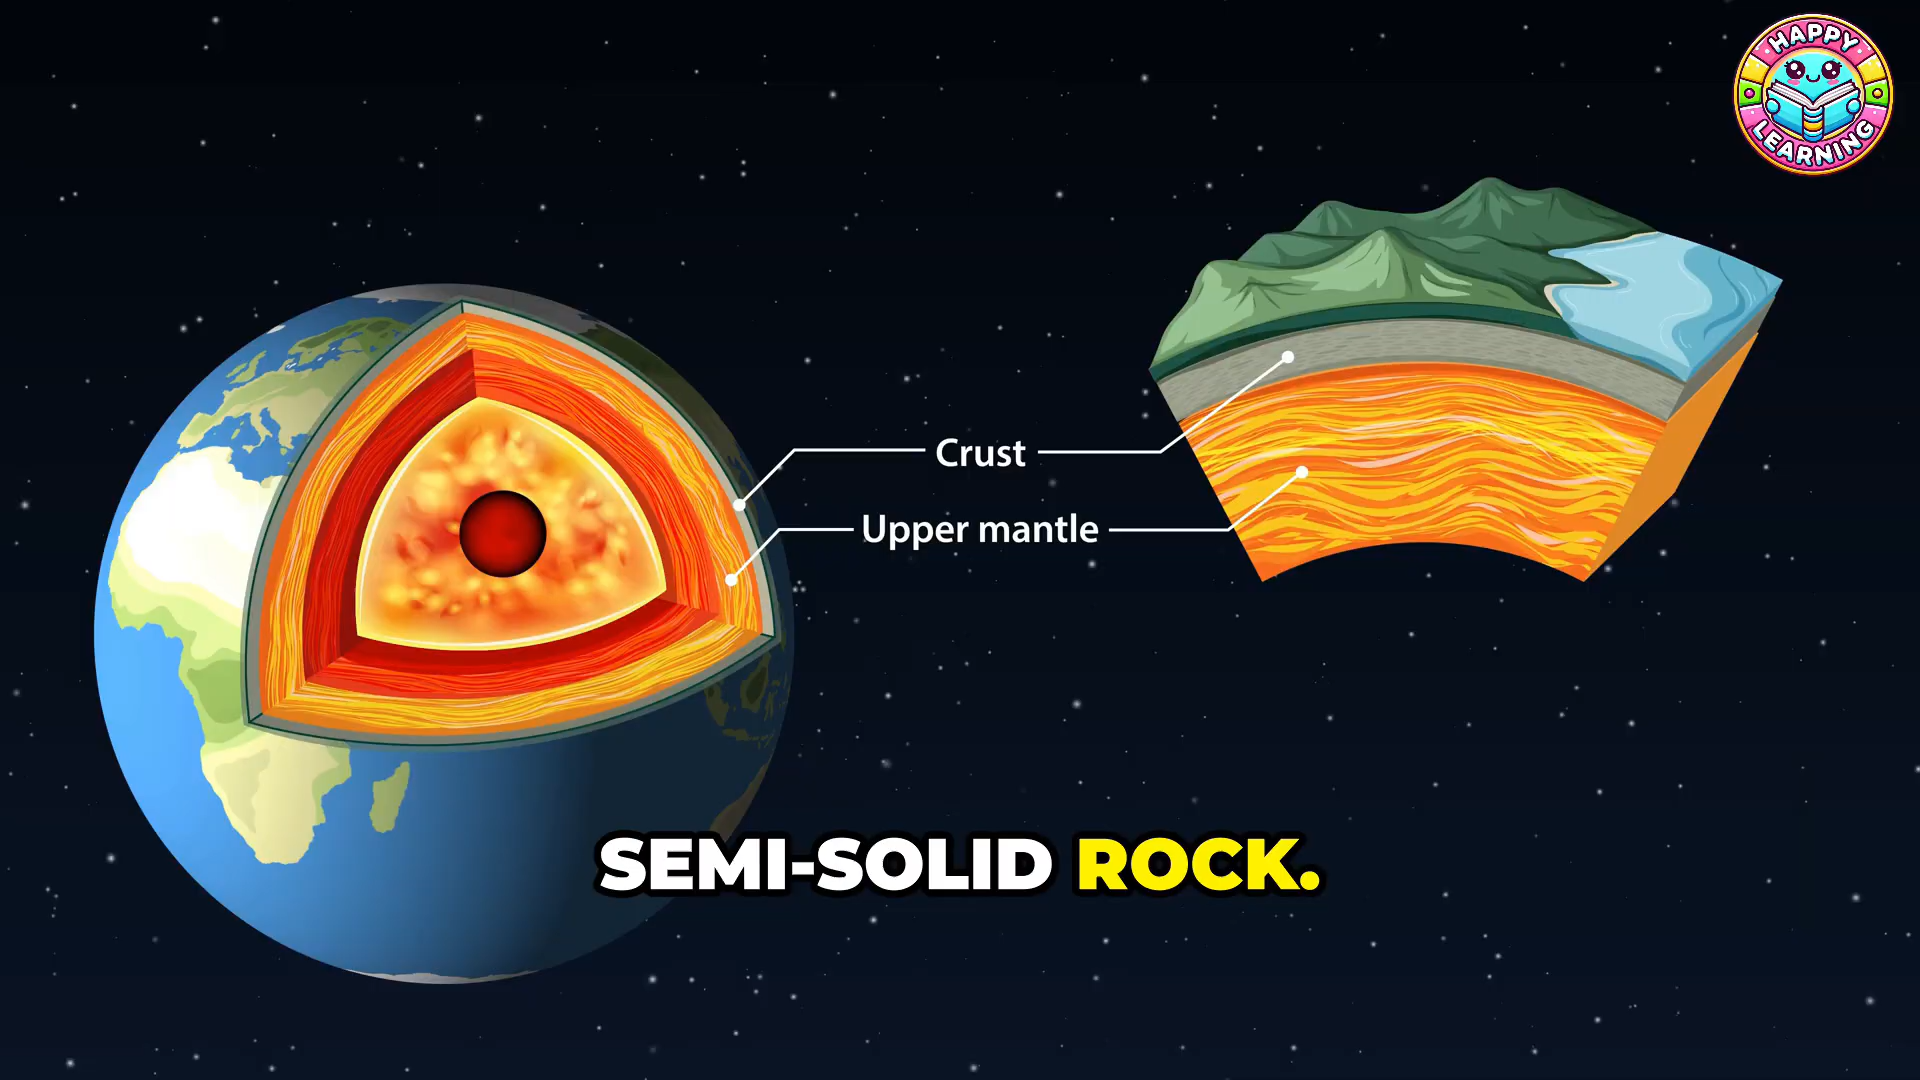 HAPPY
LEARNING
Crust
Upper mantle
SEMI-SOLID ROCK.